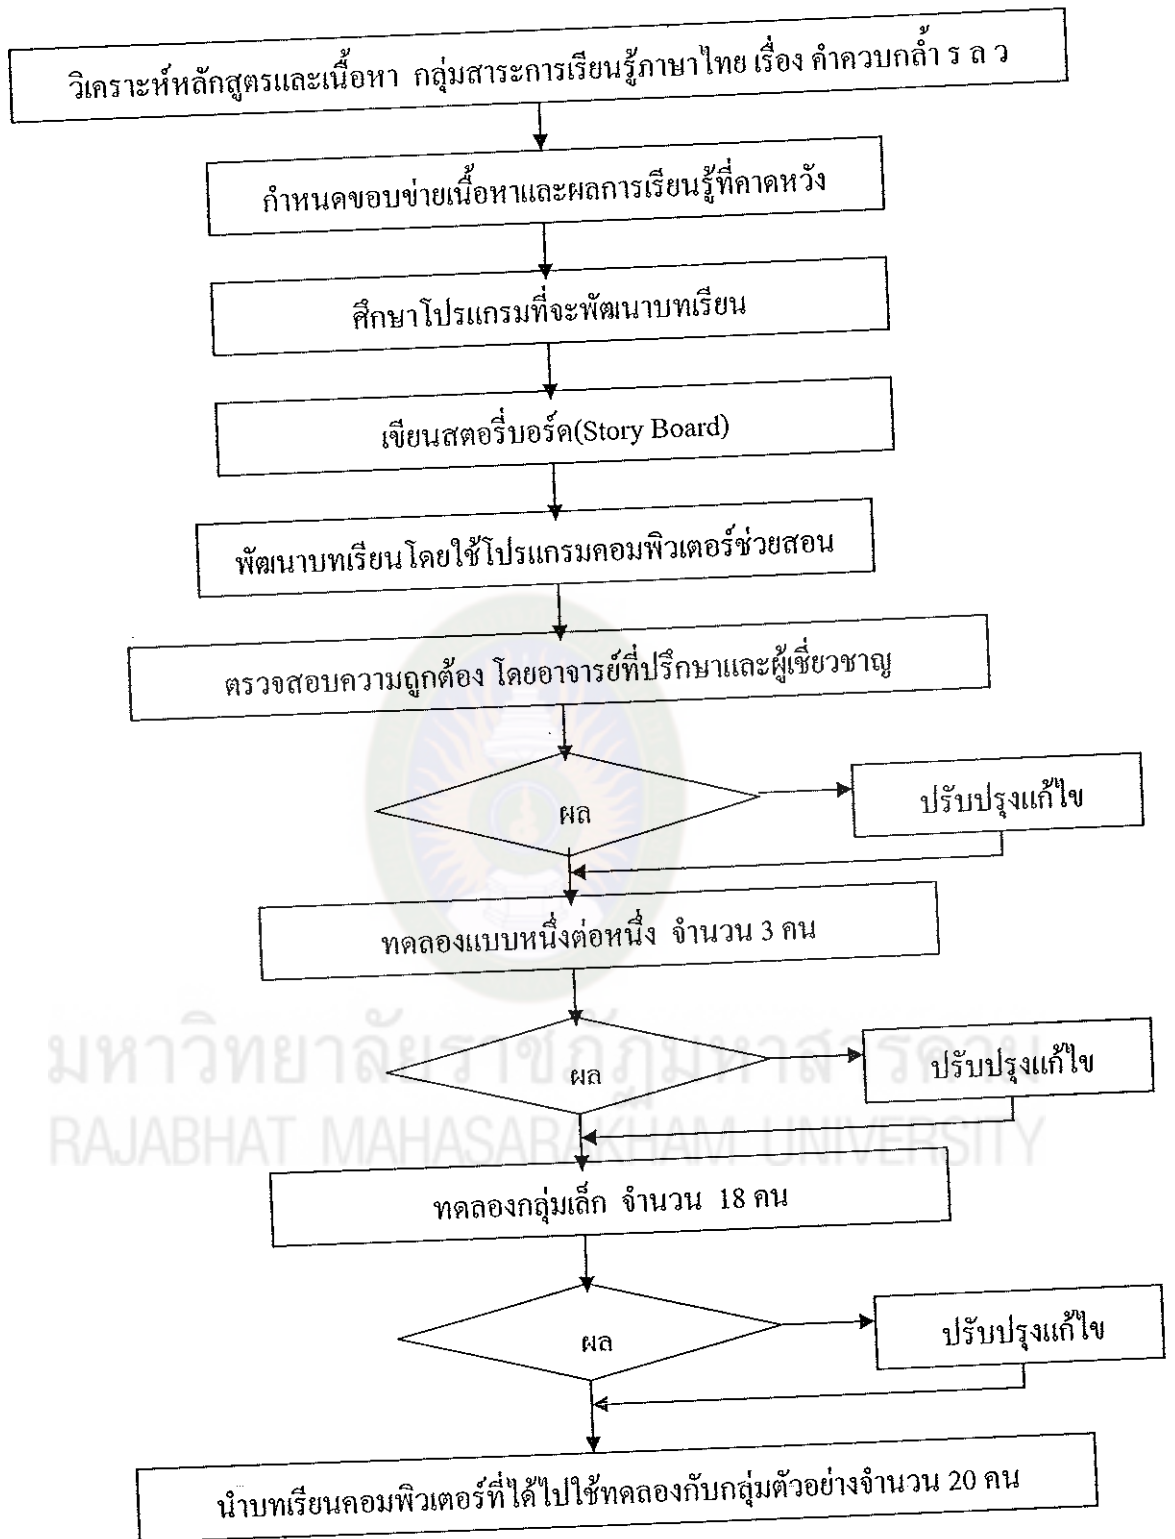 วิเคราะห์หลักสูตรและเนื้อหา กลุ่มสาระการเรียนรู้ภาษาไทย เรื่อง คำควบกล้ำ ร ล ว
กำหนดขอบข่ายเนื้อหาและผลการเรียนรู้ที่คาดหวัง
ศึกษาโปรแกรมที่จะพัฒนาบทเรียน
เขียนสตอรี่บอร์ด(Story Board)
พัฒนาบทเรียนโดยใช้โปรแกรมคอมพิวเตอร์ช่วยสอน
ตรวจสอบความถูกต้อง โดยอาจารย์ที่ปรึกษาและผู้เชี่ยวชาญ
ผล
ปรับปรุงแก้ไข
ทดลองแบบหนึ่งต่อหนึ่ง จำนวน 3 คน
มหาวิทยาลัยราชภัฏมหาสารคาม
ผล
ปรับปรุงแก้ไข
RAJABHAT MAHASARAKHAM UNIVERSITY
ทดลองกลุ่มเล็ก จำนวน 18 คน
ผล
ปรับปรุงแก้ไข
นำบทเรียนคอมพิวเตอร์ที่ได้ไปใช้ทดลองกับกลุ่มตัวอย่างจำนวน 20 คน